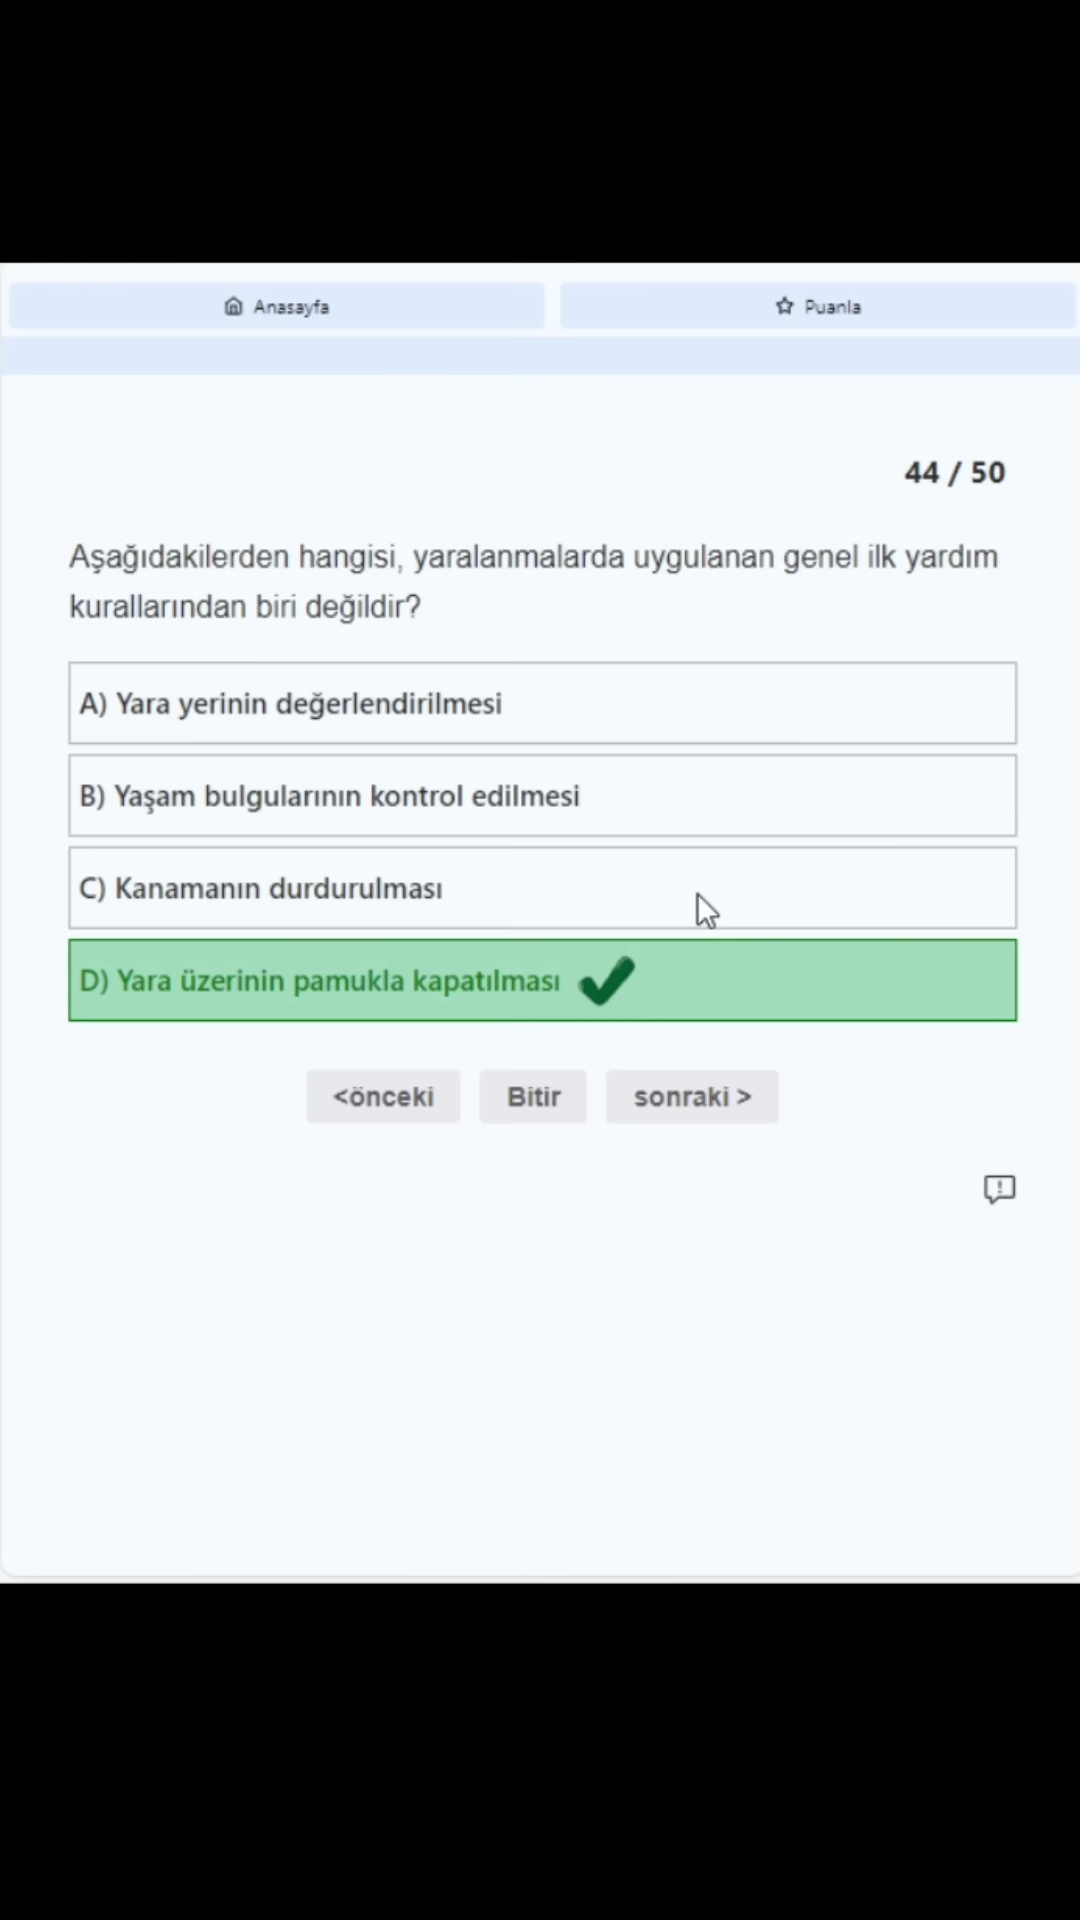 Anasayfa
Puanla
44 / 50
Aşağıdakilerden hangisi, yaralanmalarda uygulanan genel ilk yardım
kurallarından biri değildir?
A) Yara yerinin değerlendirilmesi
B) Yaşam bulgularının kontrol edilmesi
C) Kanamanın durdurulması
D) Yara üzerinin pamukla kapatılması
<önceki
Bitir
sonraki >